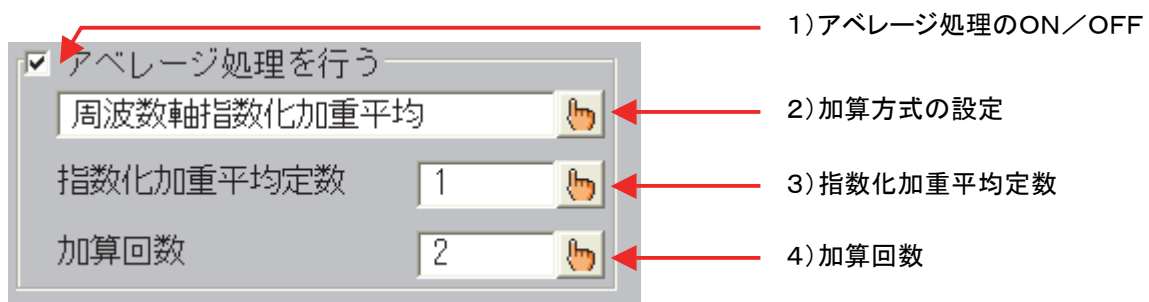 1)アベレージ処理のON/OFF
アベレージ処理を行う
周波数軸指数化加重平均
2)加算方式の設定
指数化加重平均定数 1
3)指数化加重平均定数
加算回数 2
4)加算回数